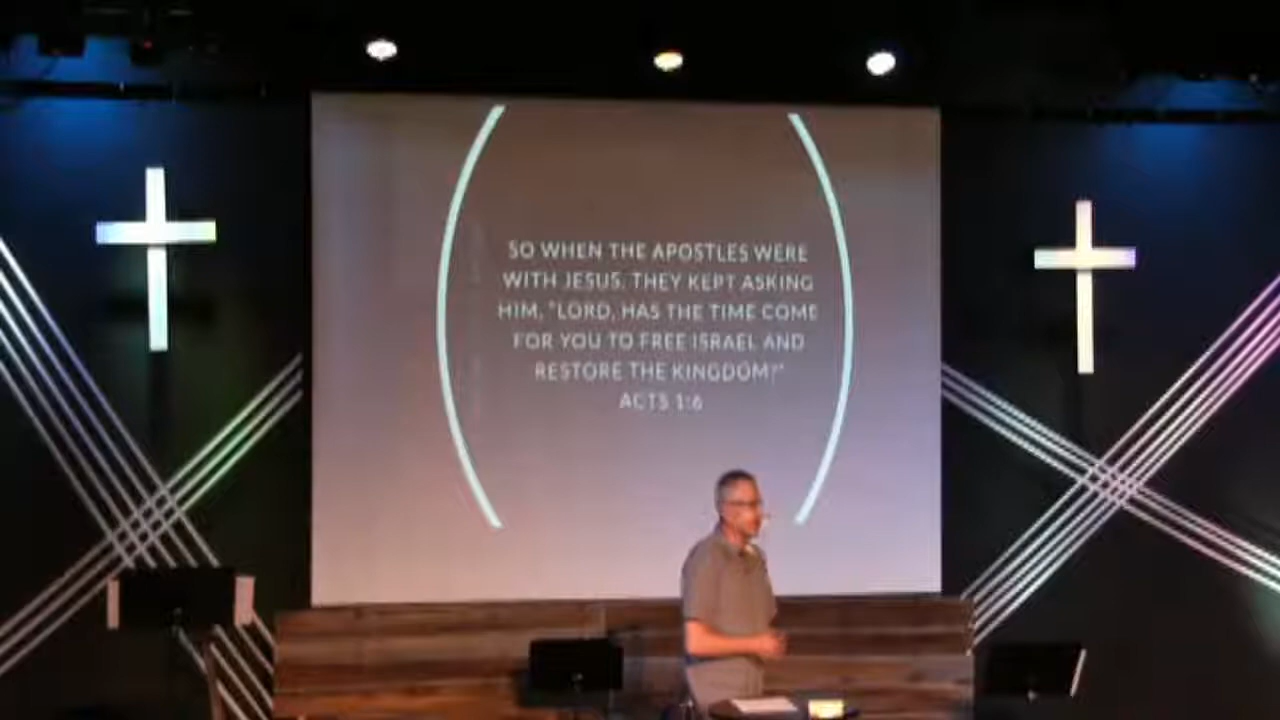 SO WHEN THE APOSTLES WERE
WITH JESUS, THEY KEPT ASKING
HIM, "LORD, HAS THE TIME COME
FOR YOU TO FREE ISRAEL AND
RESTORE THE KINGDOM?"
ACTS 1:6